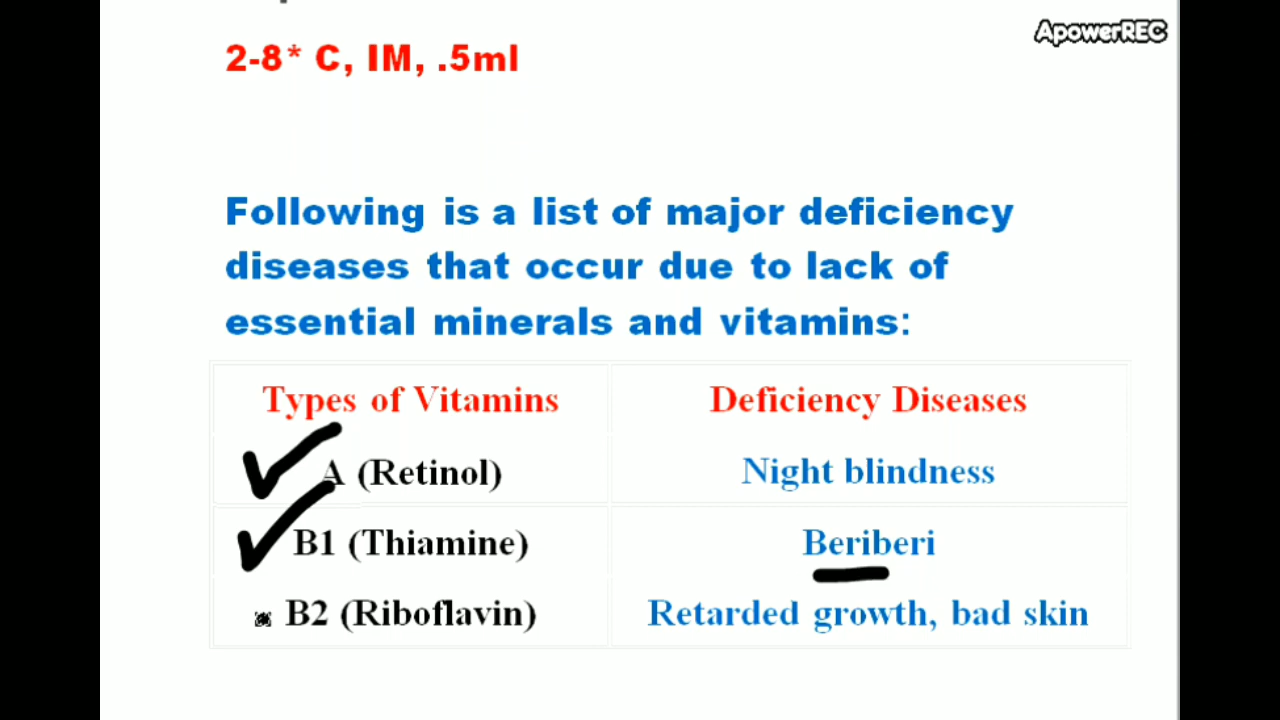 ApowerREC
2-8* C, IM, .5ml
Following is a list of major deficiency
diseases that occur due to lack of
essential minerals and vitamins:
Types of Vitamins Deficiency Diseases
A (Retinol) Night blindness
B1 (Thiamine) Beriberi
B2 (Riboflavin) Retarded growth, bad skin